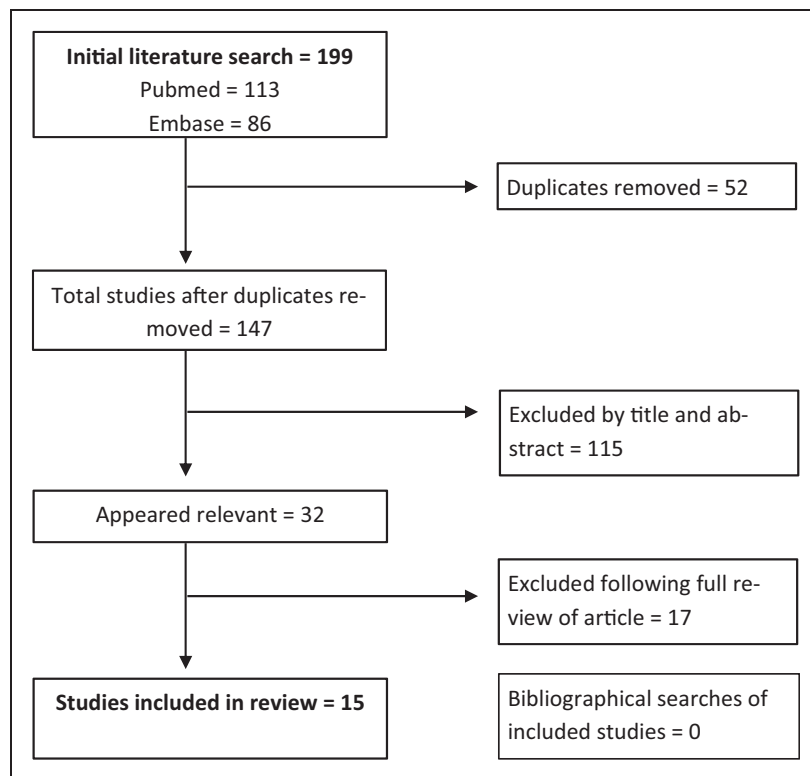 Initial literature search = 199
Pubmed = 113
Embase = 86
Duplicates removed = 52
Total studies after duplicates re-
moved = 147
Excluded by title and ab-
stract = 115
Appeared relevant = 32
Excluded following full re-
view of article = 17
Studies included in review = 15
Bibliographical searches of
included studies = 0